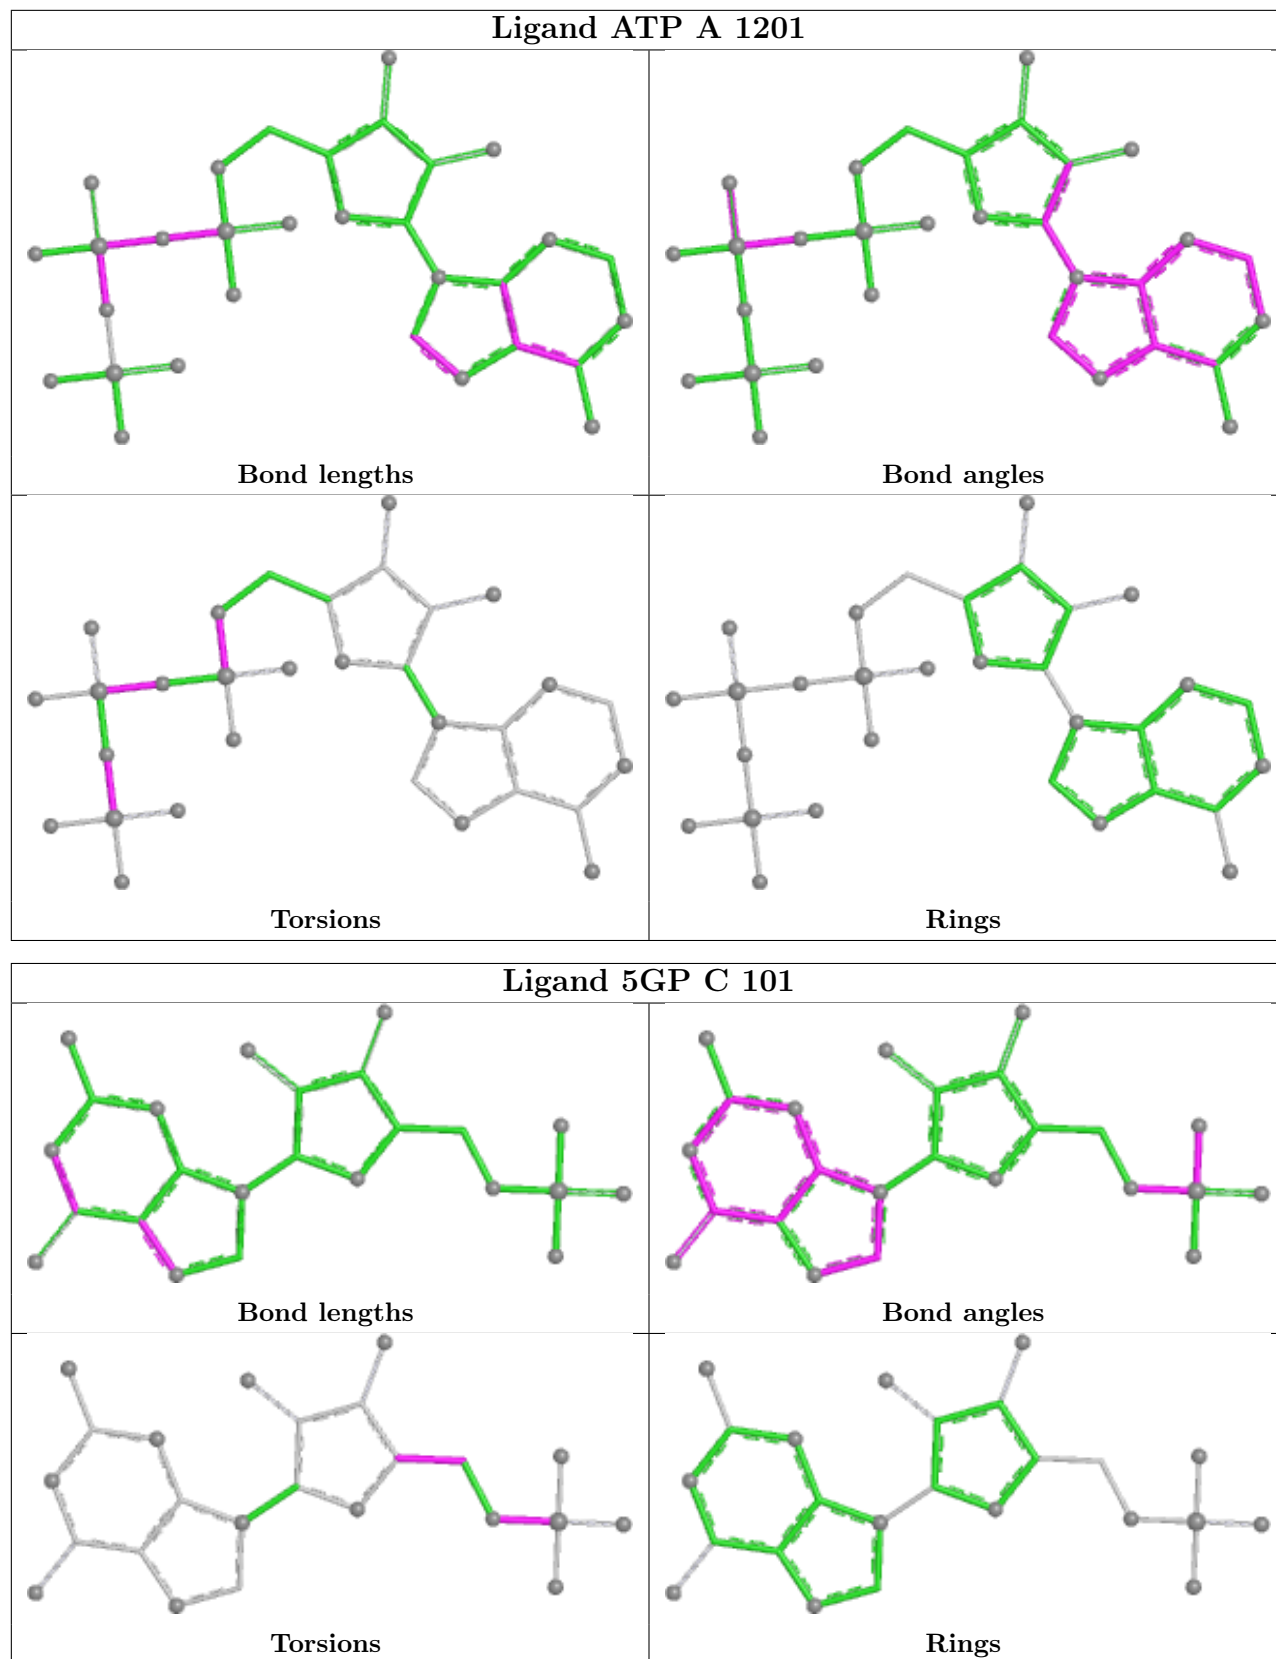 Ligand ATP A 1201
Bond lengths
Bond angles
Torsions
Rings
Ligand 5GP C 101
Bond lengths
Bond angles
Torsions
Rings